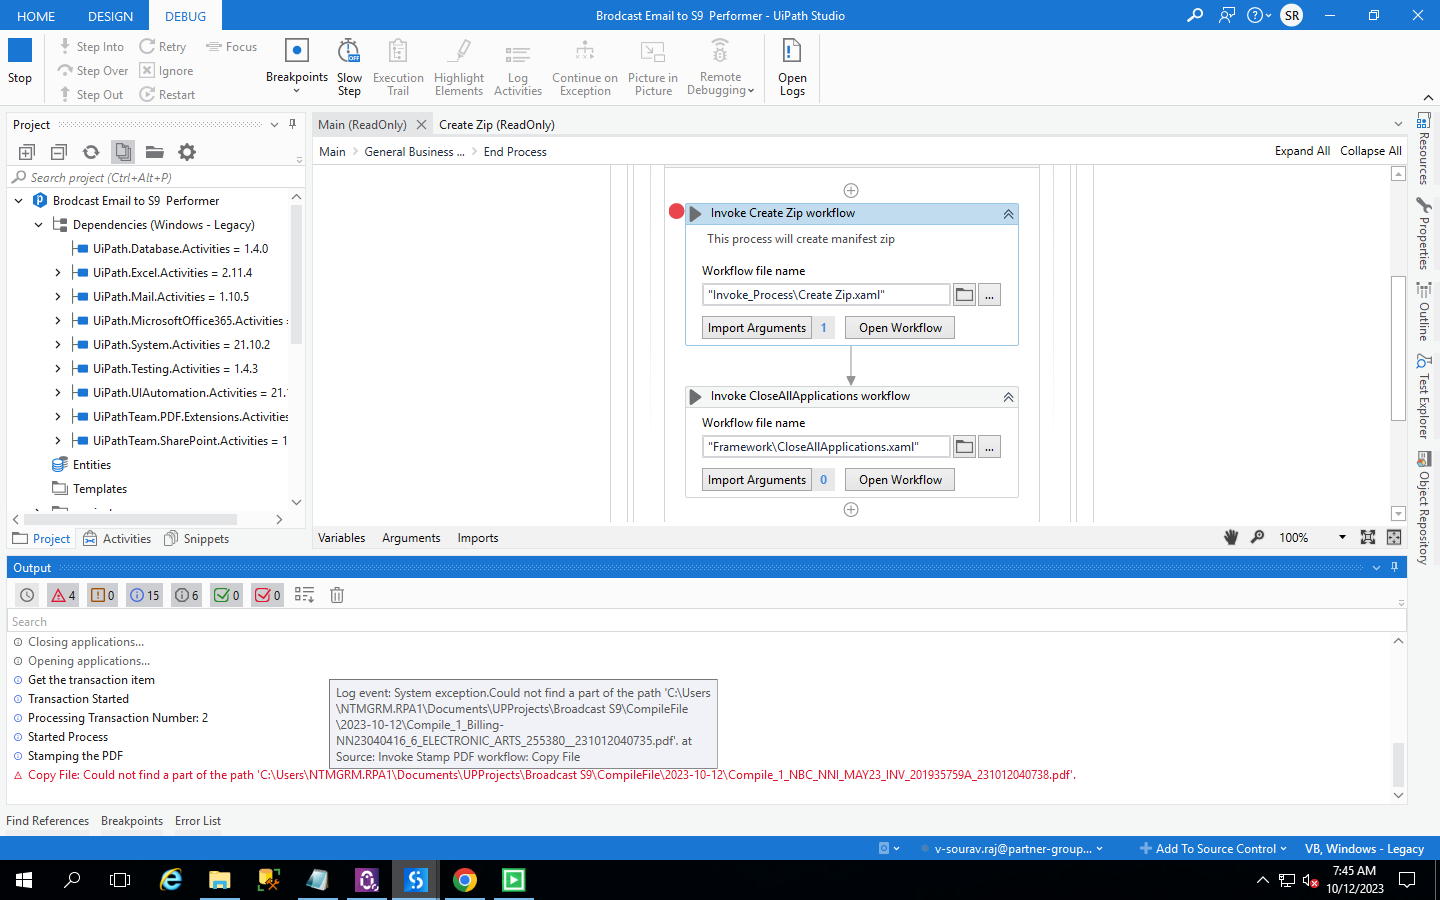 HOME DESIGN DEBUG Brodcast Email to S9 Performer - UiPath Studio SR
Stop
Step Into
Step Over
Step Out
Retry
Ignore
Restart
Focus
Breakpoints
Slow Step
Execution Trail
Highlight Elements
Log Activities
Continue on Exception
Picture in Picture
Remote Debugging
Open Logs
Project
Search project (Ctrl+Alt+P)
Brodcast Email to S9 Performer
Dependencies (Windows - Legacy)
UiPath.Database.Activities = 1.4.0
UiPath.Excel.Activities = 2.11.4
UiPath.Mail.Activities = 1.10.5
UiPath.MicrosoftOffice365.Activities =
UiPath.System.Activities = 21.10.2
UiPath.Testing.Activities = 1.4.3
UiPath.UIAutomation.Activities = 21.
UiPathTeam.PDF.Extensions.Activities
UiPathTeam.SharePoint.Activities = 1
Entities
Templates
Project Activities Snippets
Main (ReadOnly) Create Zip (ReadOnly)
Main General Business ... End Process
Expand All Collapse All
Invoke Create Zip workflow
This process will create manifest zip
Workflow file name
"Invoke_Process\Create Zip.xaml"
...
Import Arguments 1 Open Workflow
Invoke CloseAllApplications workflow
Workflow file name
"Framework\CloseAllApplications.xaml"
...
Import Arguments 0 Open Workflow
Variables Arguments Imports
100%
Resources
Properties
Outline
Test Explorer
Object Repository
Output
4 0 15 6 0 0
Search
Closing applications...
Opening applications...
Get the transaction item
Transaction Started
Processing Transaction Number: 2
Started Process
Stamping the PDF
Copy File: Could not find a part of the path 'C:\Users\NTMGRM.RPA1\Documents\UPProjects\Broadcast S9\CompileFile\2023-10-12\Compile_1_NBC_NNI_MAY23_INV_201935759A_231012040738.pdf'.
Log event: System exception.Could not find a part of the path 'C:\Users
\NTMGRM.RPA1\Documents\UPProjects\Broadcast S9\CompileFile
\2023-10-12\Compile_1_Billing-
NN23040416_6_ELECTRONIC_ARTS_255380__231012040735.pdf'. at
Source: Invoke Stamp PDF workflow: Copy File
Find References Breakpoints Error List
v-sourav.raj@partner-group... Add To Source Control VB, Windows - Legacy
7:45 AM
10/12/2023